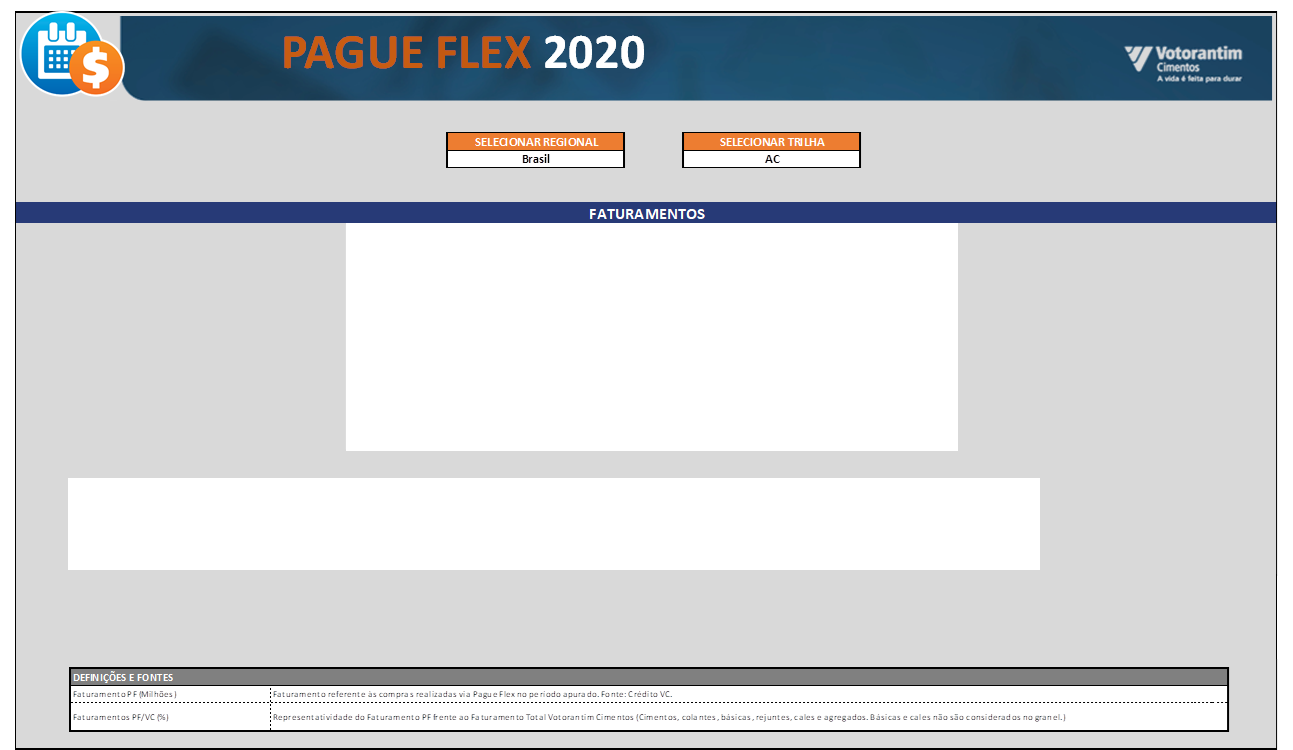 PAGUE FLEX 2020
Votorantim
Cimentos
A vida é feita para durar
SELECIONAR REGIONAL
Brasil
SELECIONAR TRILHA
AC
FATURAMENTOS
DEFINIÇÕES E FONTES
Faturamento PF (Milhões)
Faturamento referente às compras realizadas via Pague Flex no período apurado. Fonte: Crédito VC.
Faturamentos PF/VC (%)
Representatividade do Faturamento PF frente ao Faturamento Total Votorantim Cimentos (Cimentos, colantes, básicas, rejuntes, cales e agregados. Básicas e cales não são considerados no granel.)